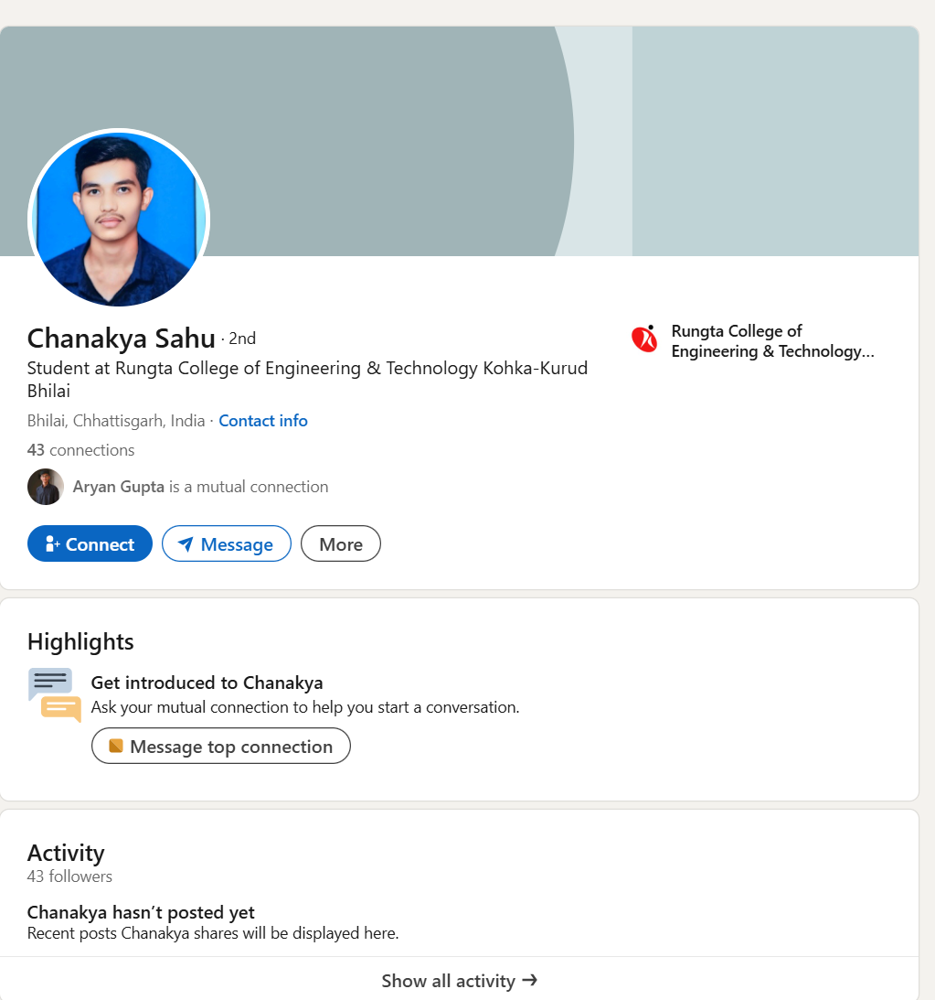 Chanakya Sahu · 2nd
Student at Rungta College of Engineering & Technology Kohka-Kurud
Bhilai
Bhilai, Chhattisgarh, India · Contact info
43 connections
Aryan Gupta is a mutual connection
Connect
Message
More
Rungta College of
Engineering & Technology...
Highlights
Get introduced to Chanakya
Ask your mutual connection to help you start a conversation.
Message top connection
Activity
43 followers
Chanakya hasn’t posted yet
Recent posts Chanakya shares will be displayed here.
Show all activity →